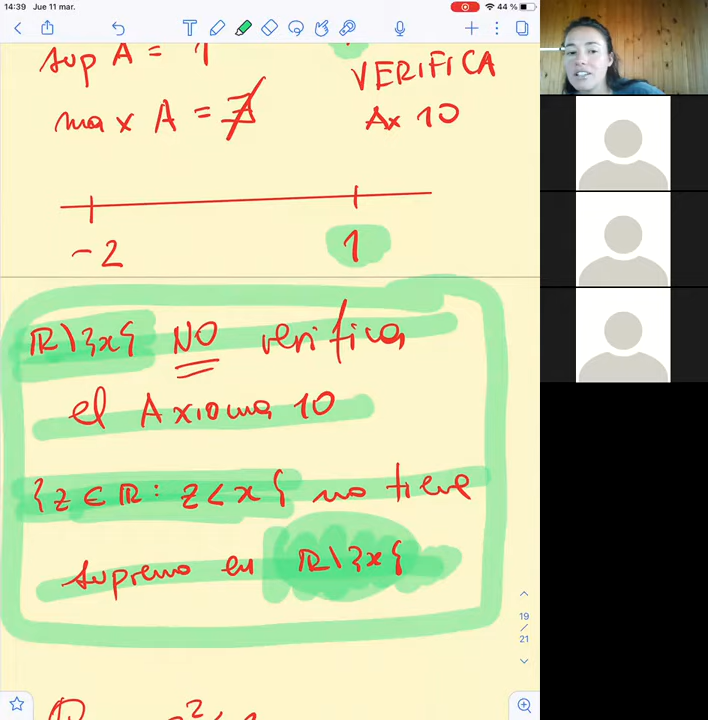 14:39 Jue 11 mar.
44 %
sup A = 1
max A = ∄
VERIFICA
Ax 10
-2
1
ℝ\{x} NO verifica
el Axioma 10
{z ∈ ℝ : z < x} no tiene
supremo en ℝ\{x}
19
/
21